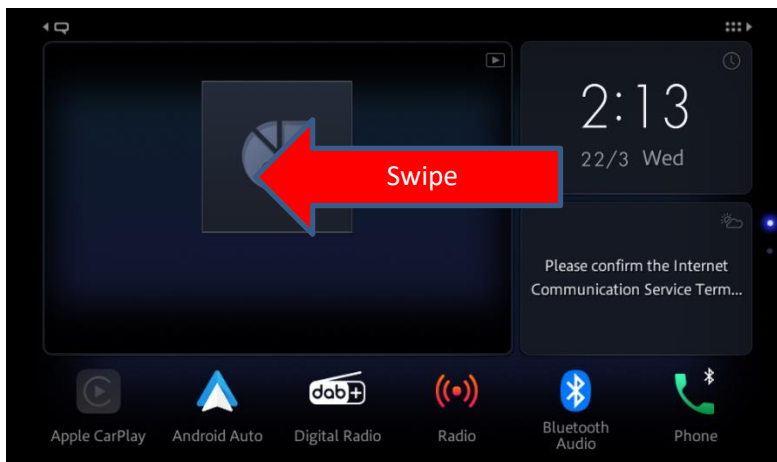 2:13
22/3 Wed
Swipe
Please confirm the Internet
Communication Service Term...
dab+
Apple CarPlay
Android Auto
Digital Radio
Radio
Bluetooth
Audio
Phone